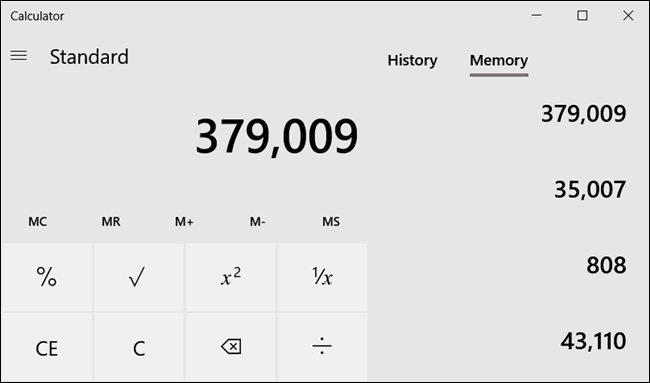 Calculator
Standard
History Memory
379,009
379,009
35,007
808
43,110
MC MR M+ M- MS
% √ x² ¹/x
CE C ÷